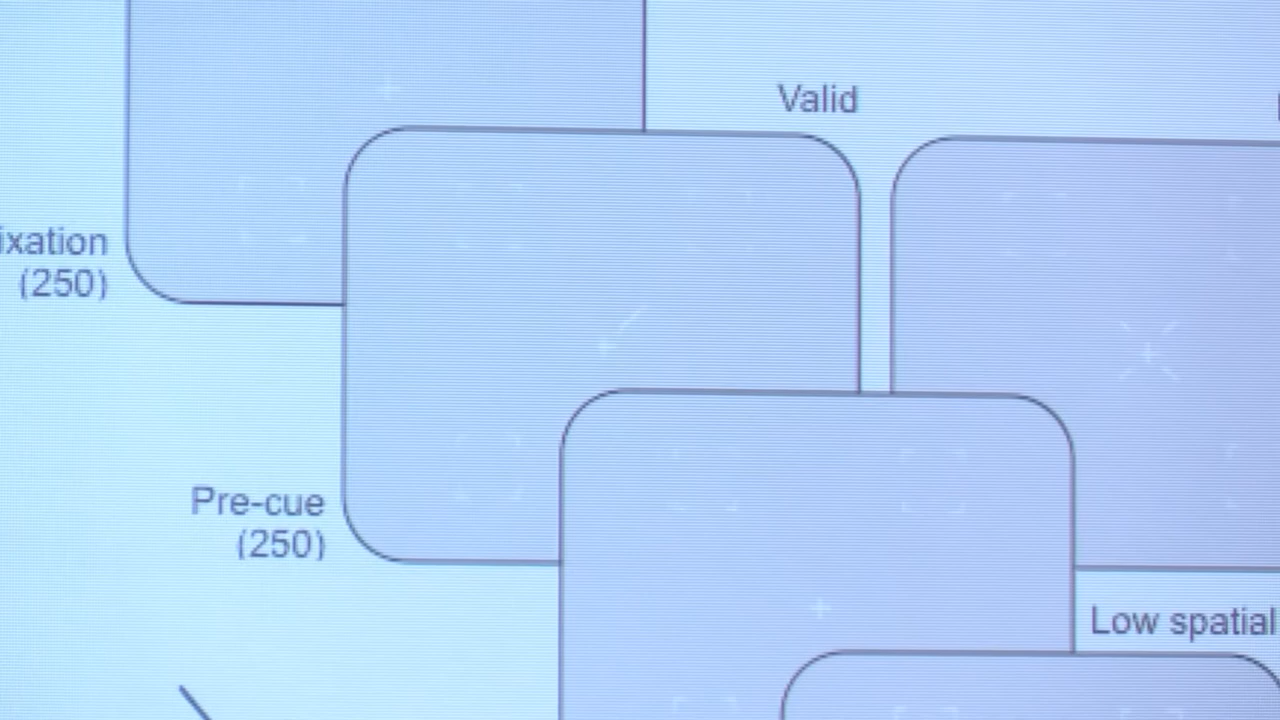 Valid
ixation
(250)
Pre-cue
(250)
Low spatial